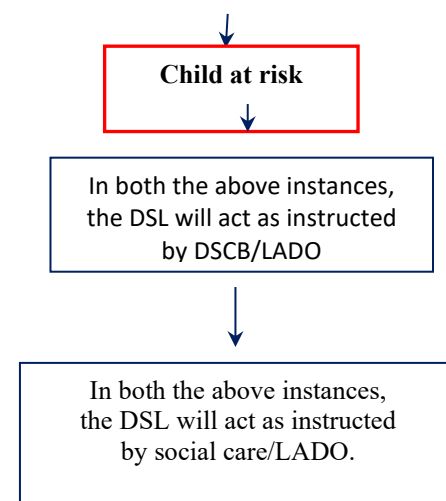 Child at risk
In both the above instances,
the DSL will act as instructed
by DSCB/LADO
In both the above instances,
the DSL will act as instructed
by social care/LADO.